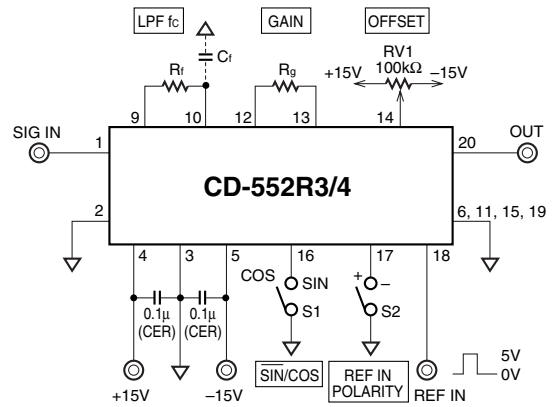 LPF fc GAIN OFFSET
Cf RV1
Rf Rg +15V 100kΩ −15V
9 10 12 13 14
SIG IN 1 20 OUT
CD-552R3/4
2 6, 11, 15, 19
4 3 5 16 17 18
COS SIN + −
0.1μ (CER) 0.1μ (CER) S1 S2
+15V −15V S̅I̅N̅/COS REF IN POLARITY REF IN
5V
0V